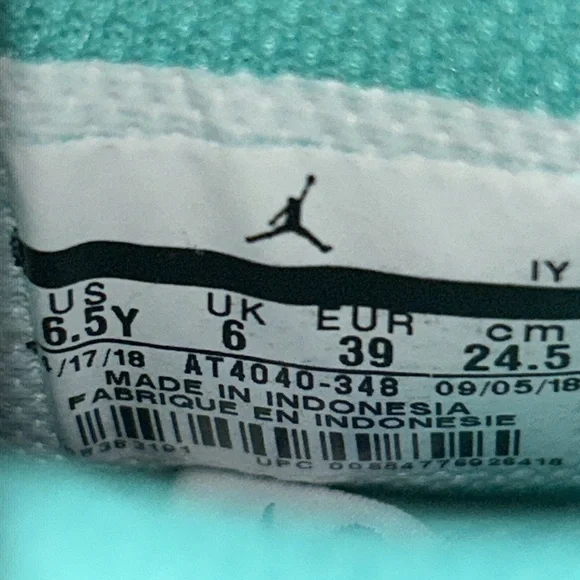 IY
US UK EUR cm
6.5Y 6 39 24.5
/17/18 AT4040-348 09/05/18
MADE IN INDONESIA
FABRIQUE EN INDONESIE
UPC